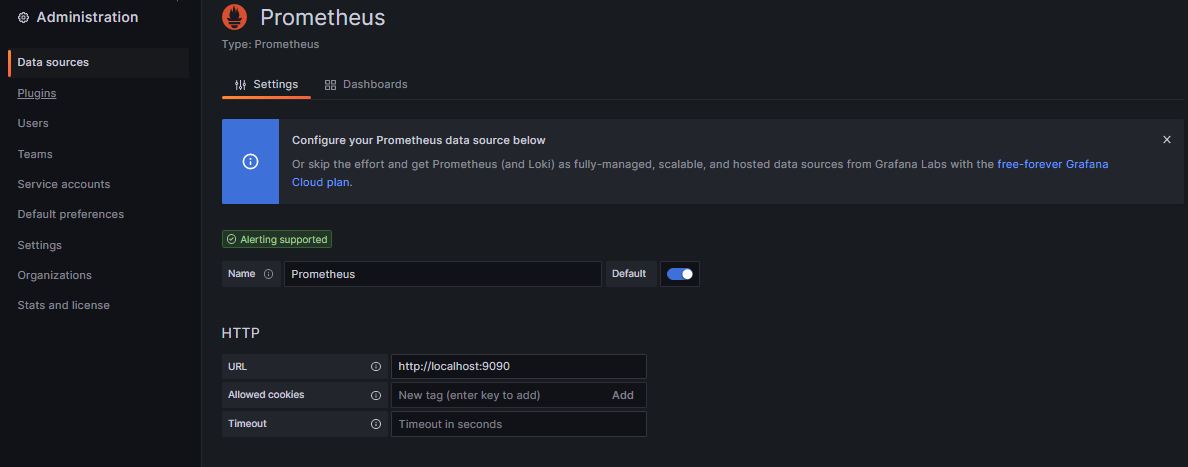 Administration
Data sources
Plugins
Users
Teams
Service accounts
Default preferences
Settings
Organizations
Stats and license
Prometheus
Type: Prometheus
Settings
Dashboards
Configure your Prometheus data source below
Or skip the effort and get Prometheus (and Loki) as fully-managed, scalable, and hosted data sources from Grafana Labs with the free-forever Grafana
Cloud plan.
Alerting supported
Name Prometheus Default
HTTP
URL http://localhost:9090
Allowed cookies New tag (enter key to add) Add
Timeout Timeout in seconds